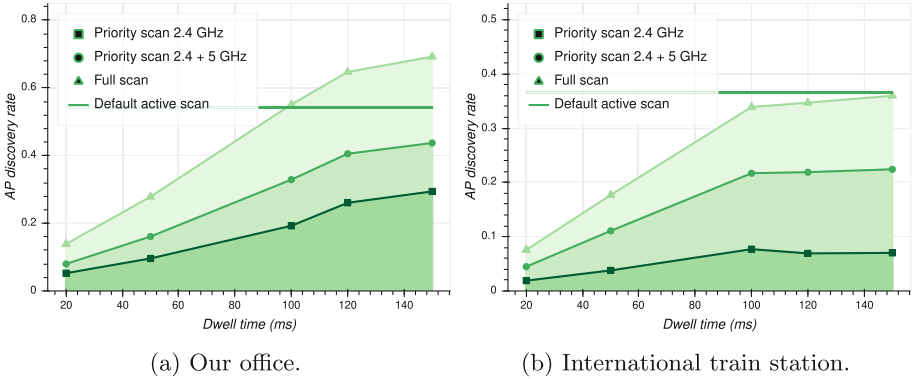 0.8
0.6
0.4
0.2
0
AP discovery rate
Priority scan 2.4 GHz
Priority scan 2.4 + 5 GHz
Full scan
Default active scan
20 40 60 80 100 120 140
Dwell time (ms)
(a) Our office.
0.5
0.4
0.3
0.2
0.1
0
AP discovery rate
Priority scan 2.4 GHz
Priority scan 2.4 + 5 GHz
Full scan
Default active scan
20 40 60 80 100 120 140
Dwell time (ms)
(b) International train station.